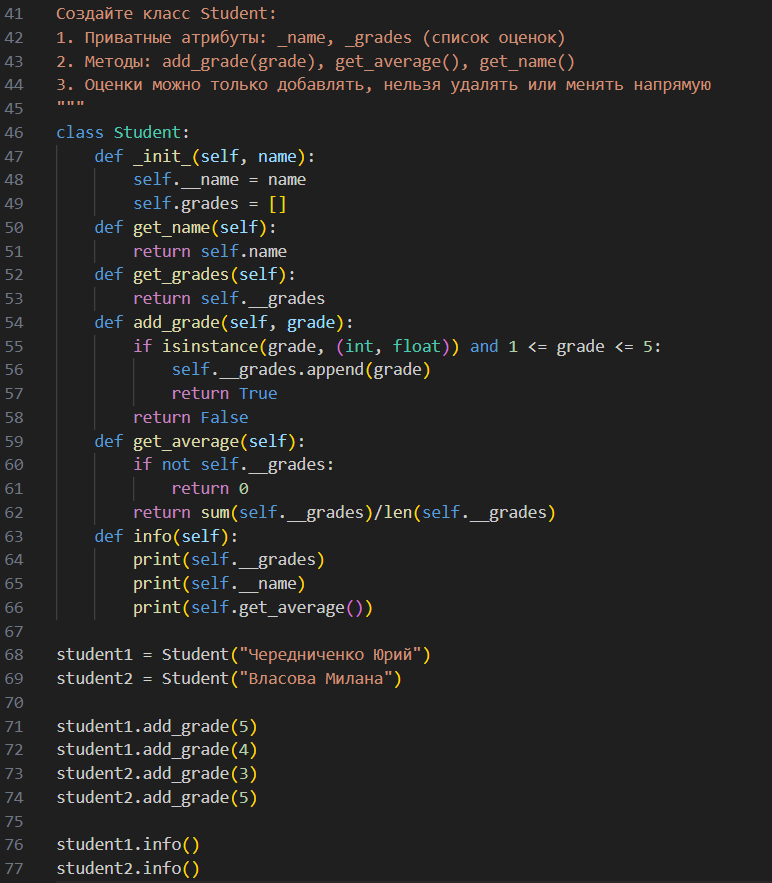 41 Создайте класс Student:
42 1. Приватные атрибуты: _name, _grades (список оценок)
43 2. Методы: add_grade(grade), get_average(), get_name()
44 3. Оценки можно только добавлять, нельзя удалять или менять напрямую
45 """
46 class Student:
47     def _init_(self, name):
48         self.__name = name
49         self.grades = []
50     def get_name(self):
51         return self.name
52     def get_grades(self):
53         return self.__grades
54     def add_grade(self, grade):
55         if isinstance(grade, (int, float)) and 1 <= grade <= 5:
56             self.__grades.append(grade)
57             return True
58         return False
59     def get_average(self):
60         if not self.__grades:
61             return 0
62         return sum(self.__grades)/len(self.__grades)
63     def info(self):
64         print(self.__grades)
65         print(self.__name)
66         print(self.get_average())
67
68 student1 = Student("Чередниченко Юрий")
69 student2 = Student("Власова Милана")
70
71 student1.add_grade(5)
72 student1.add_grade(4)
73 student2.add_grade(3)
74 student2.add_grade(5)
75
76 student1.info()
77 student2.info()